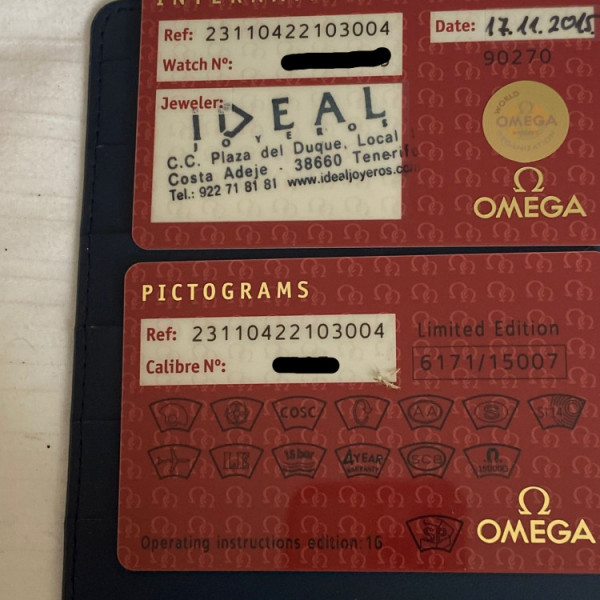 Ref: 23110422103004
Watch Nº:
Date: 17.11.2015
90270
Jeweler:
IDEAL
JOYEROS
C.C. Plaza del Duque, Local
Costa Adeje - 38660 Tenerife
Tel.: 922 71 81 81 www.idealjoyeros.c
WORLD
OMEGA
Ω
OMEGA
PICTOGRAMS
Ref: 23110422103004
Calibre Nº:
Limited Edition
6171/15007
COSC
AA
Si14
15 bar
4 YEAR
WARRANTY
SCB
Operating instructions edition 16
Ω
OMEGA